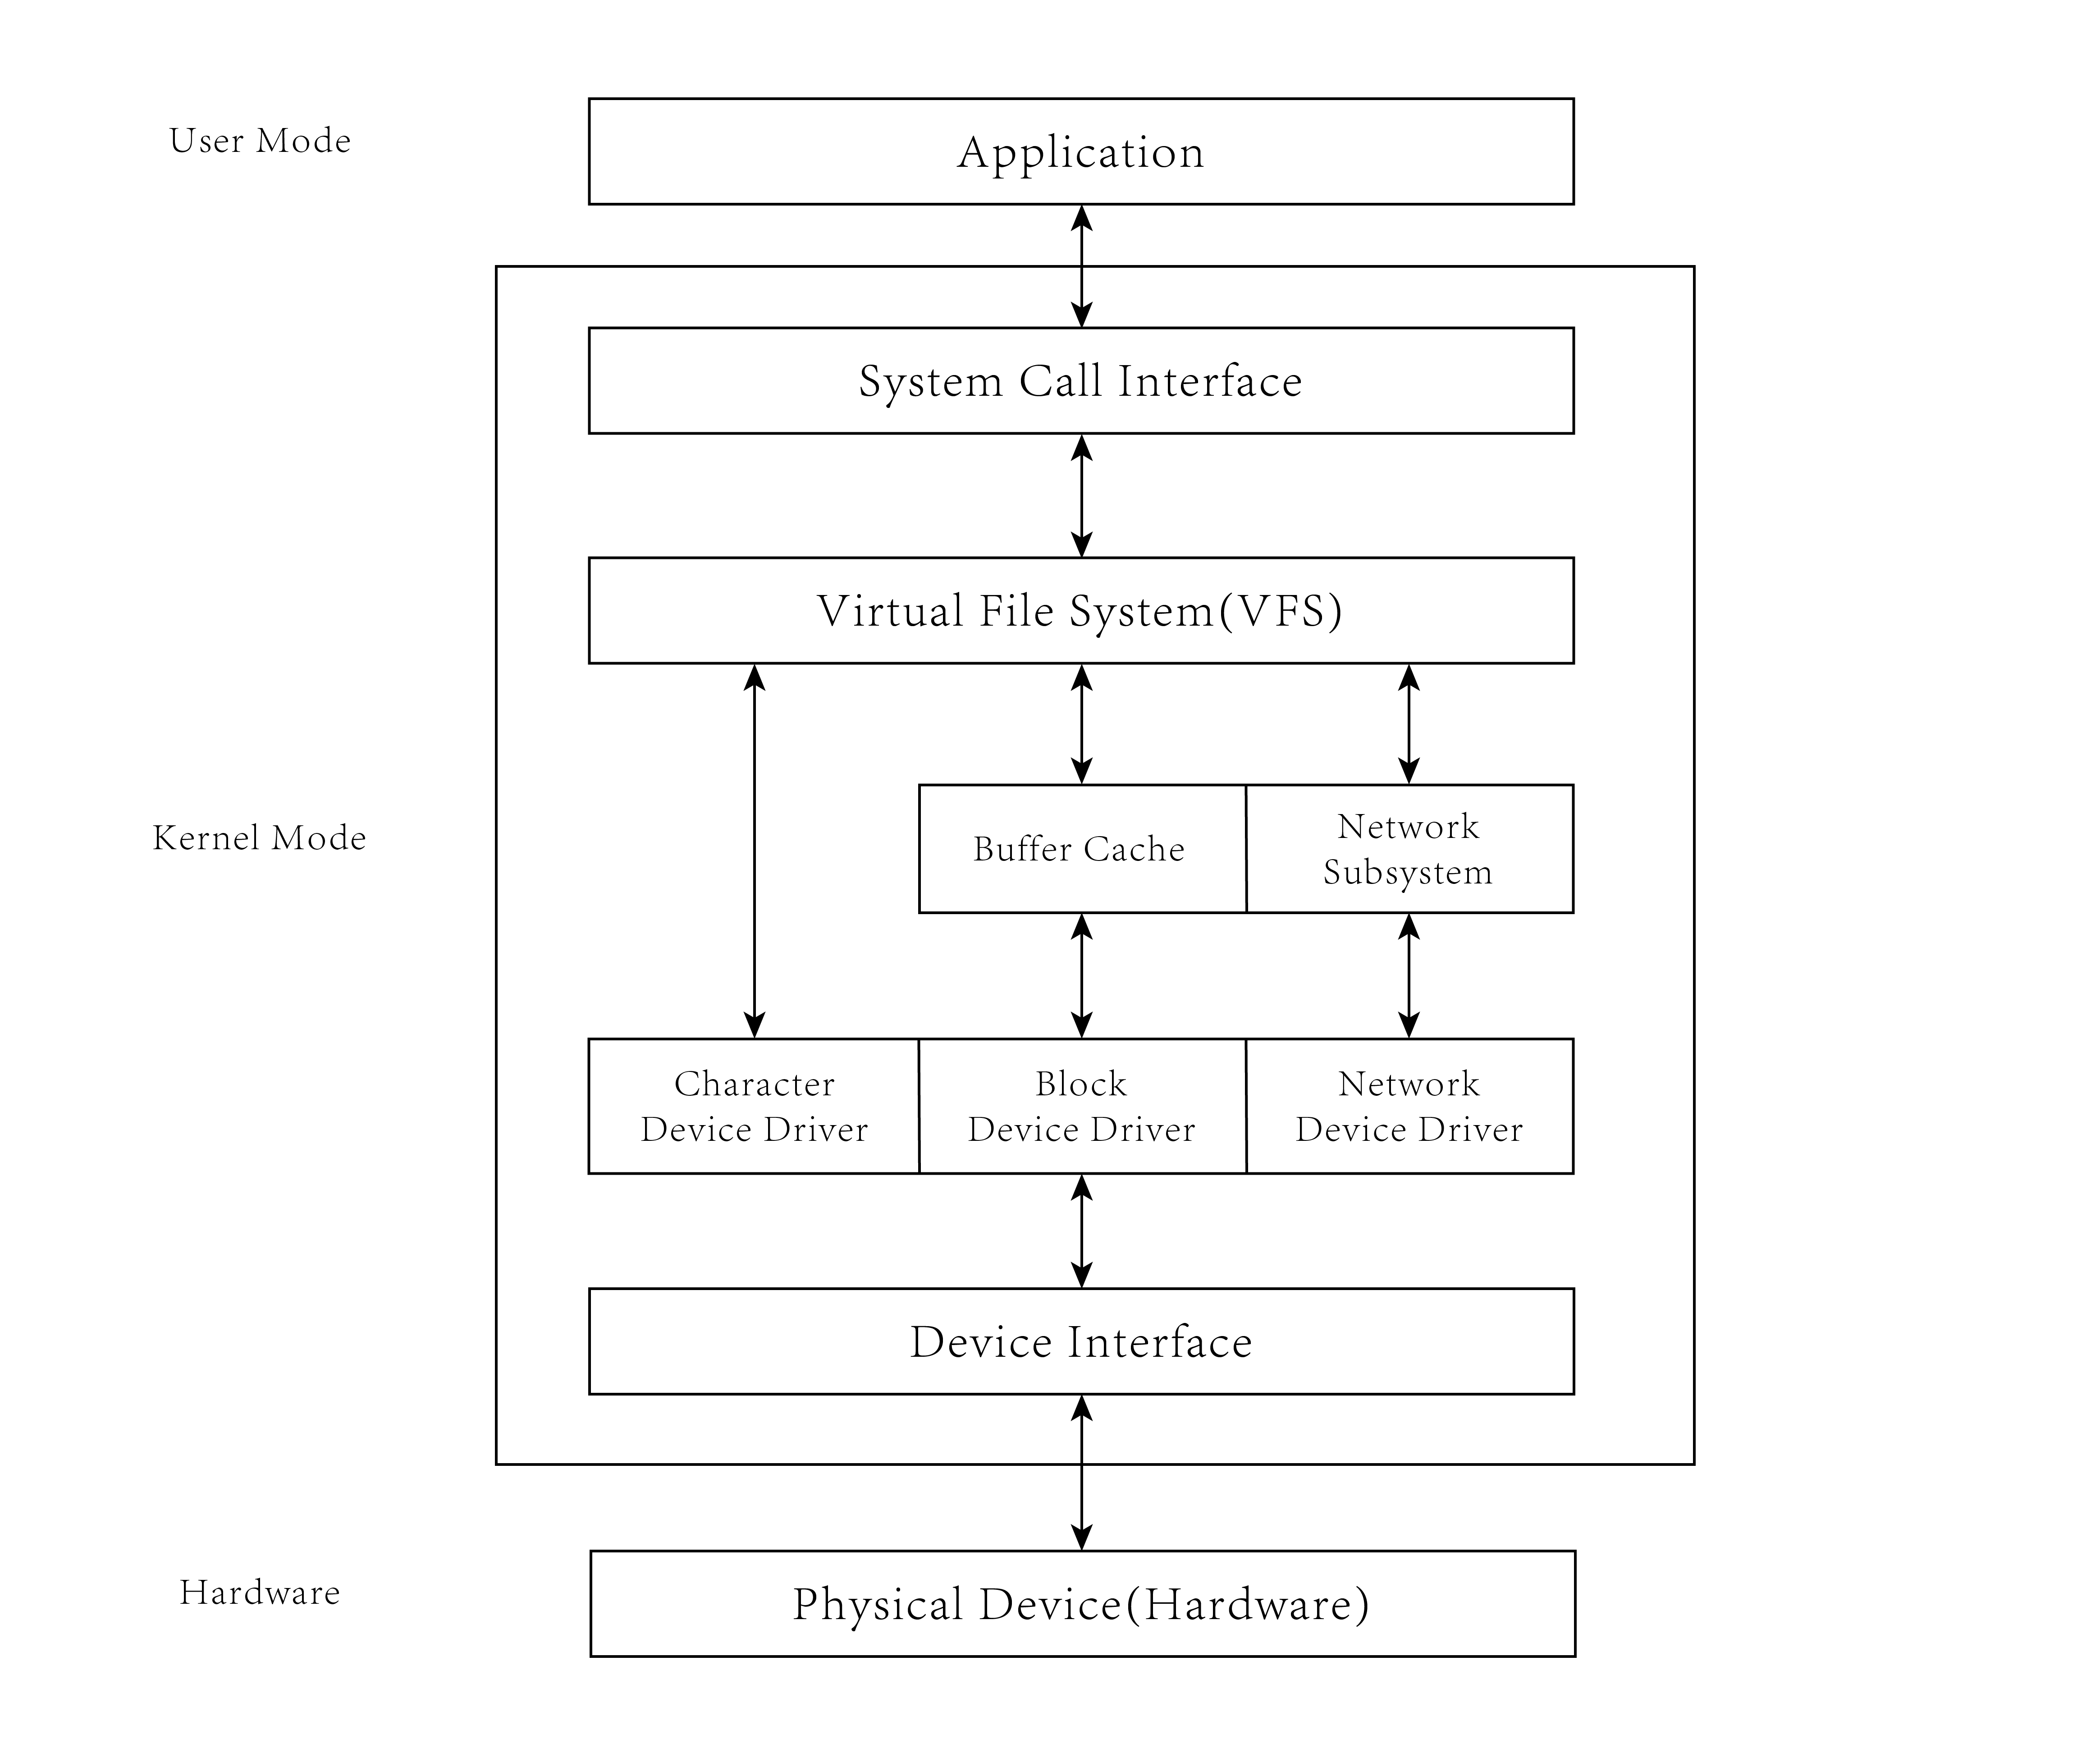 User Mode
Application
System Call Interface
Virtual File System(VFS)
Kernel Mode
Buffer Cache
Network
Subsystem
Character
Device Driver
Block
Device Driver
Network
Device Driver
Device Interface
Hardware
Physical Device(Hardware)